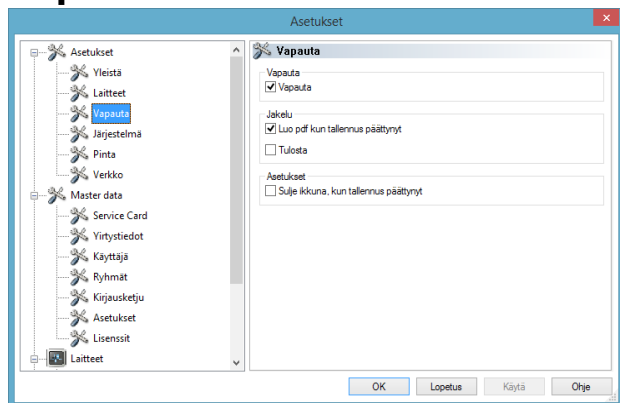 Asetukset
Asetukset
Yleistä
Laitteet
Vapauta
Järjestelmä
Pinta
Verkko
Master data
Service Card
Yirtystiedot
Käyttäjä
Ryhmät
Kirjausketju
Asetukset
Lisenssit
Laitteet
Vapauta
Vapauta
Vapauta
Jakelu
Luo pdf kun tallennus päättynyt
Tulosta
Asetukset
Sulje ikkuna, kun tallennus päättynyt
OK
Lopetus
Käytä
Ohje